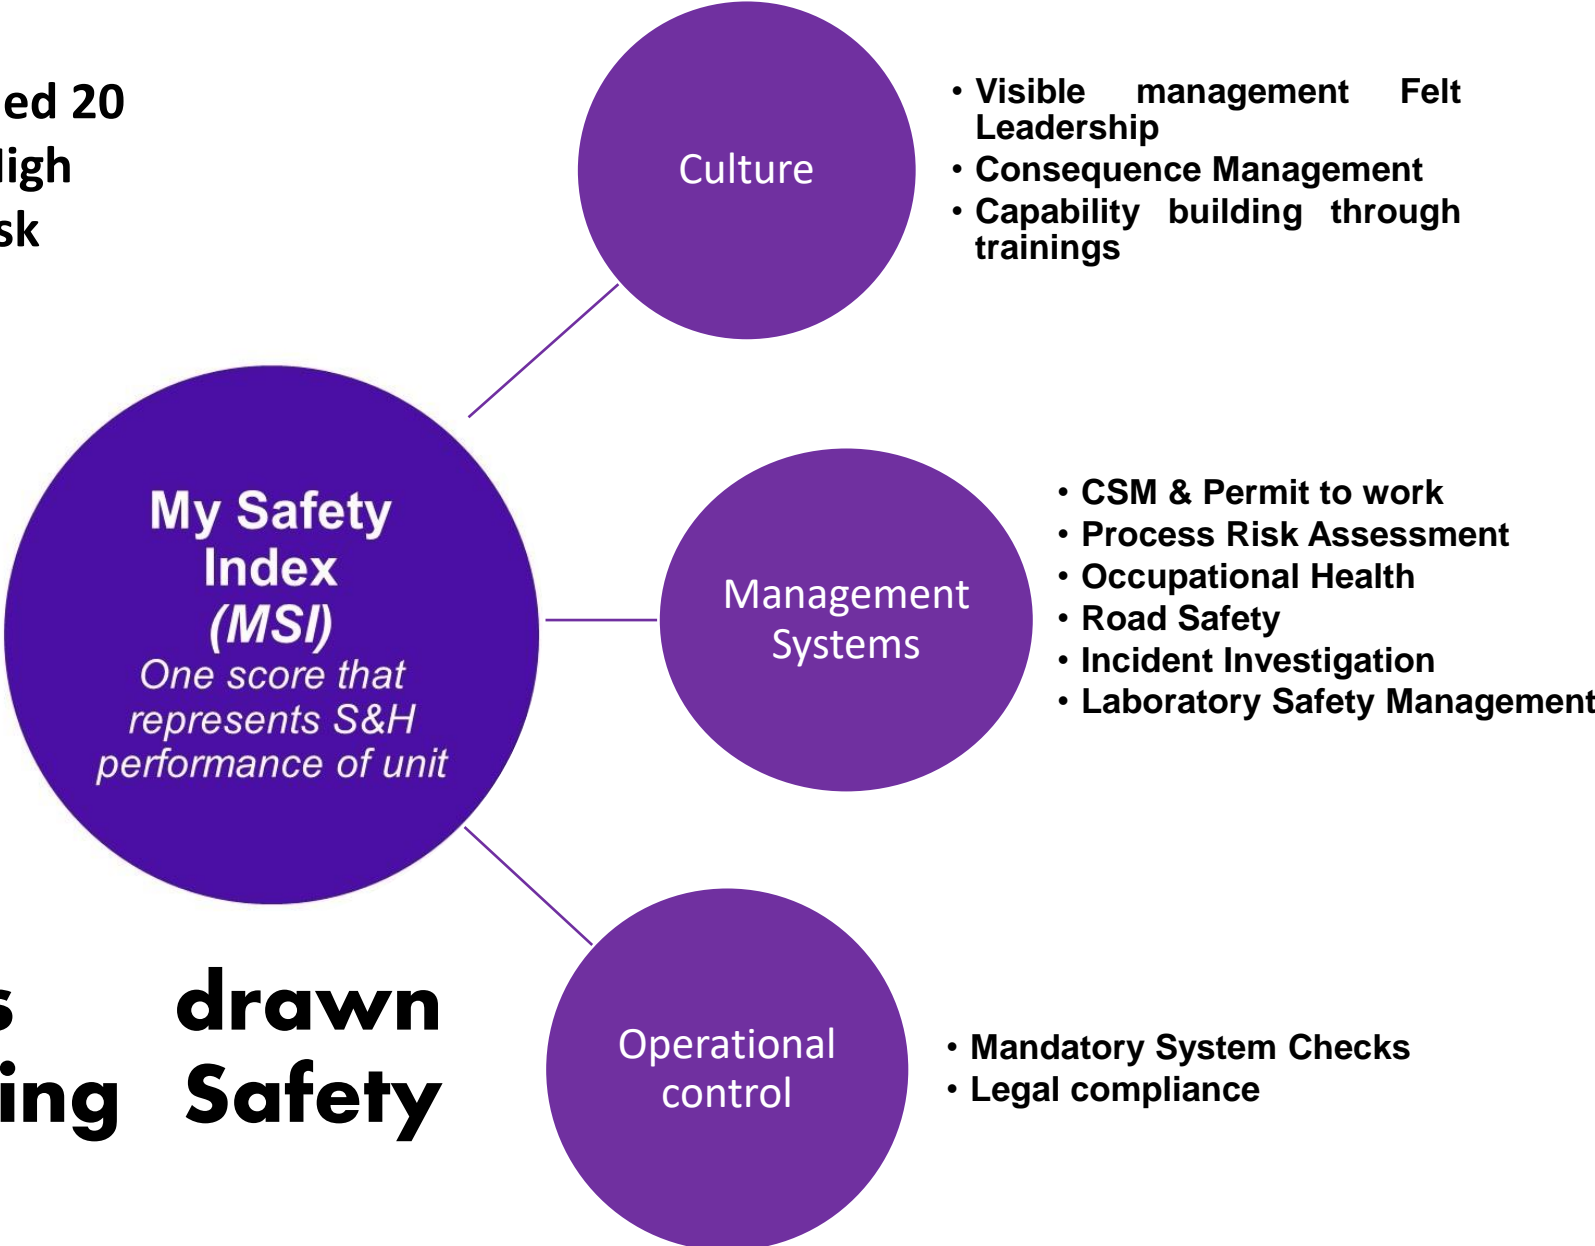 ed 20
igh
sk
Culture
• Visible management Felt
Leadership
• Consequence Management
• Capability building through
trainings
My Safety
Index
(MSI)
One score that
represents S&H
performance of unit
Management
Systems
• CSM & Permit to work
• Process Risk Assessment
• Occupational Health
• Road Safety
• Incident Investigation
• Laboratory Safety Management
s drawn
ing Safety
Operational
control
• Mandatory System Checks
• Legal compliance